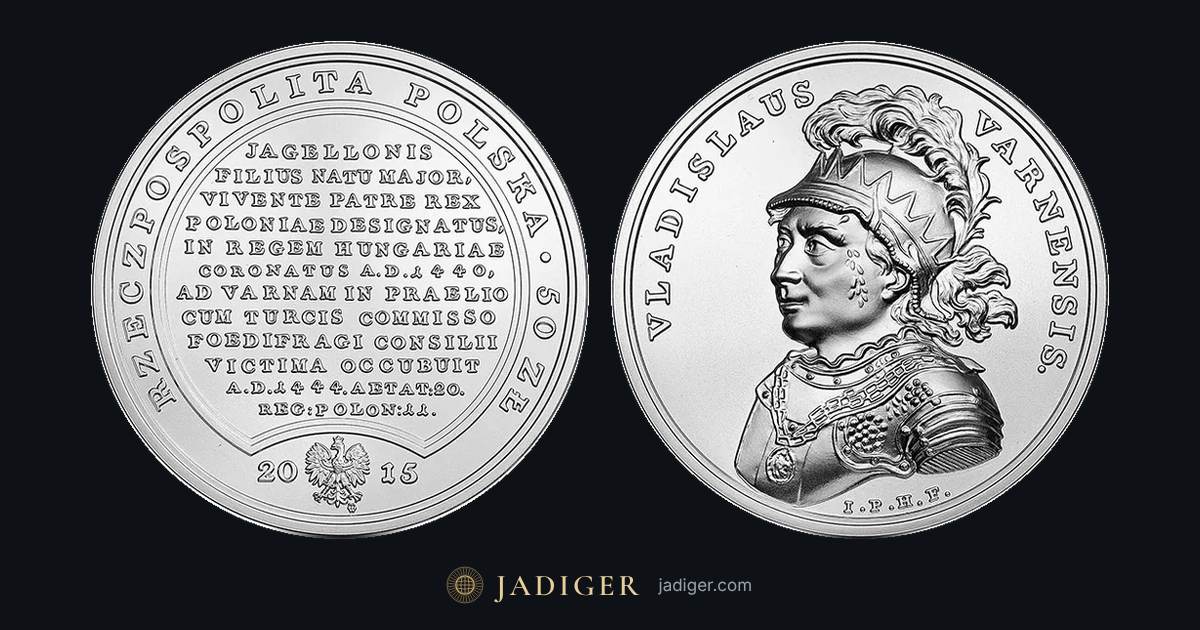 RZECZPOSPOLITA POLSKA · 50 ZŁ
JAGELLONIS
FILIUS NATU MAJOR,
VIVENTE PATRE REX
POLONIAE DESIGNATUS,
IN REGEM HUNGARIAE
CORONATUS A.D.1440,
AD VARNAM IN PRAELIO
CUM TURCIS COMMISSO
FOEDIFRAGI CONSILII
VICTIMA OCCUBUIT
A.D.1444.AETAT:20.
REG:POLON:11.
20 15
VLADISLAUS VARNENSIS.
I.P.H.F.
JADIGER jadiger.com